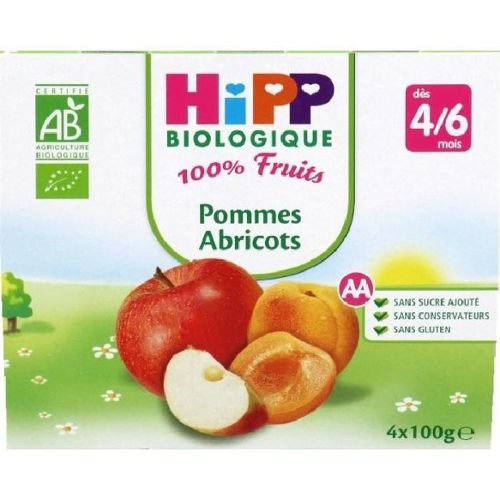 CERTIFIÉ
AB
AGRICULTURE
BIOLOGIQUE
HiPP
BIOLOGIQUE
100% Fruits
Pommes
Abricots
dès
4/6
mois
AA
SANS SUCRE AJOUTÉ
SANS CONSERVATEURS
SANS GLUTEN
4x100g℮